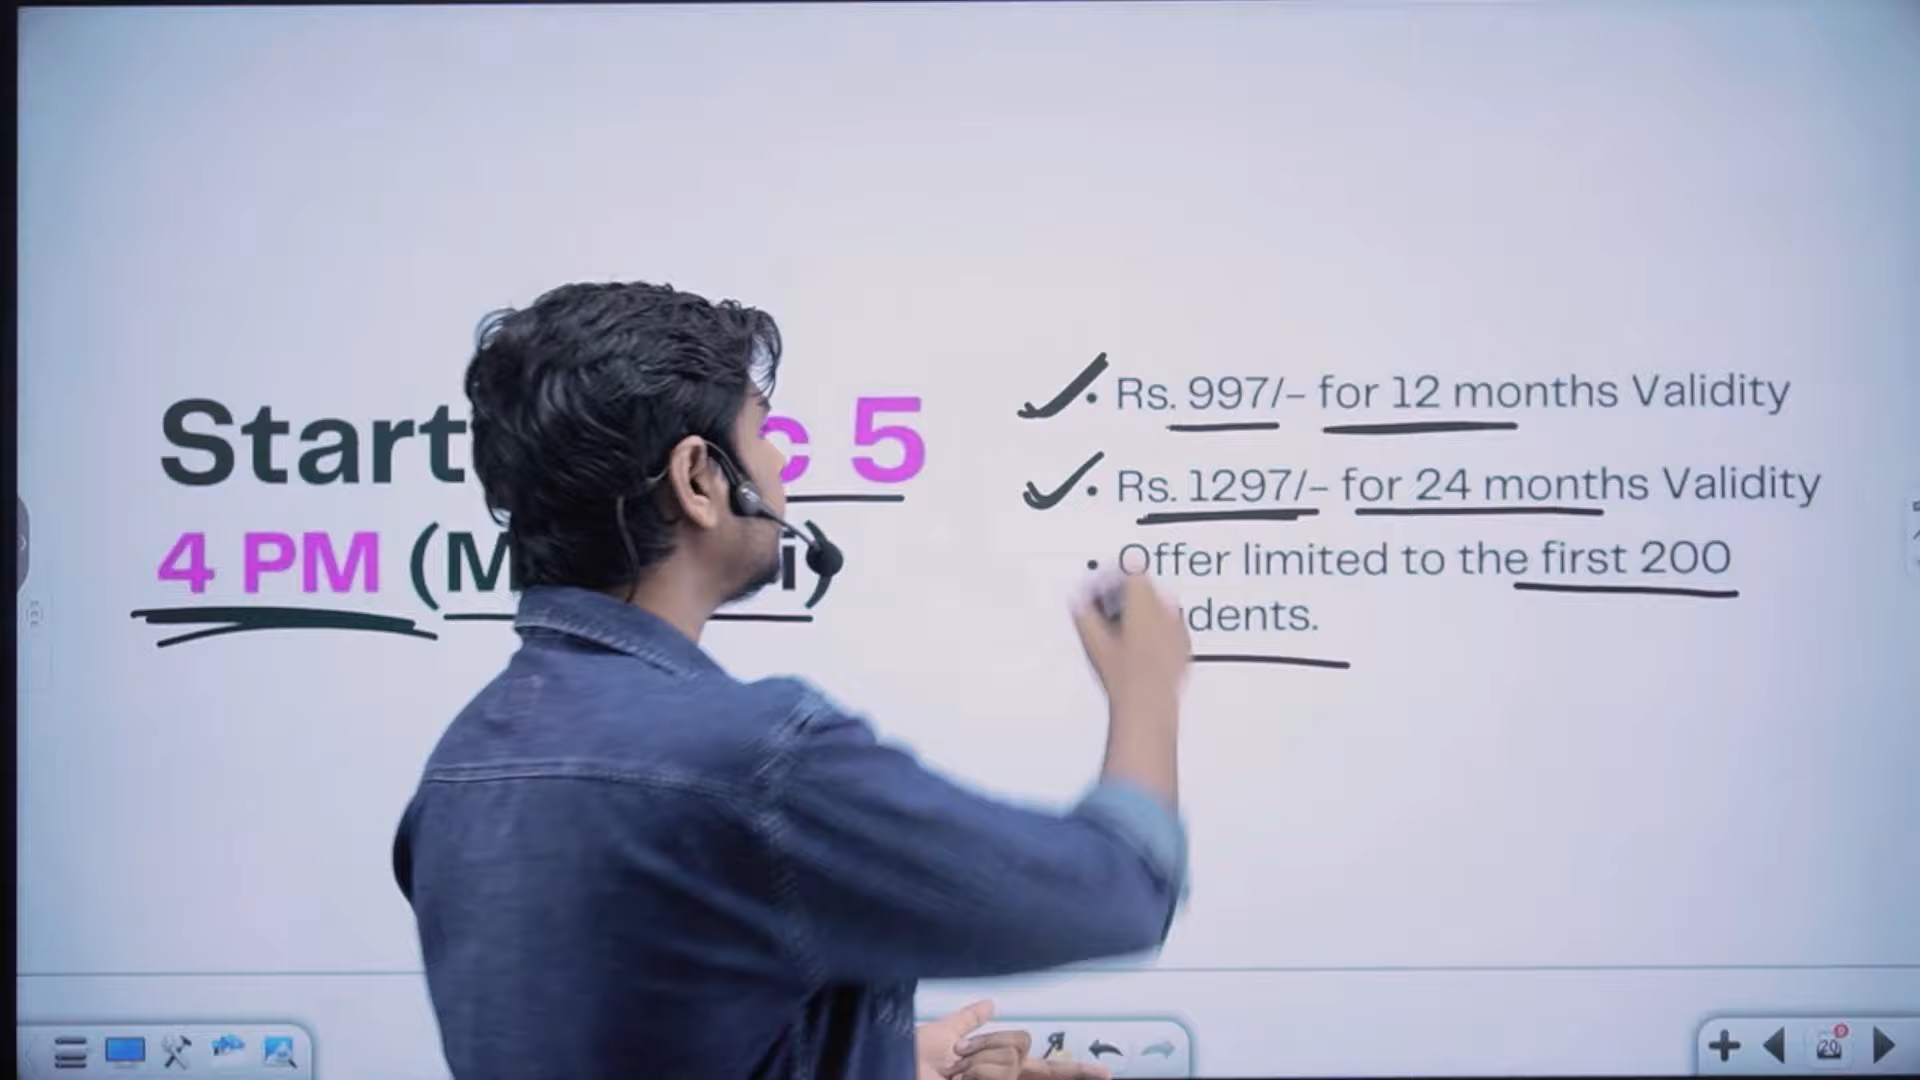 Start c 5
4 PM (M i)
• Rs. 997/– for 12 months Validity
• Rs. 1297/– for 24 months Validity
• Offer limited to the first 200
dents.
20